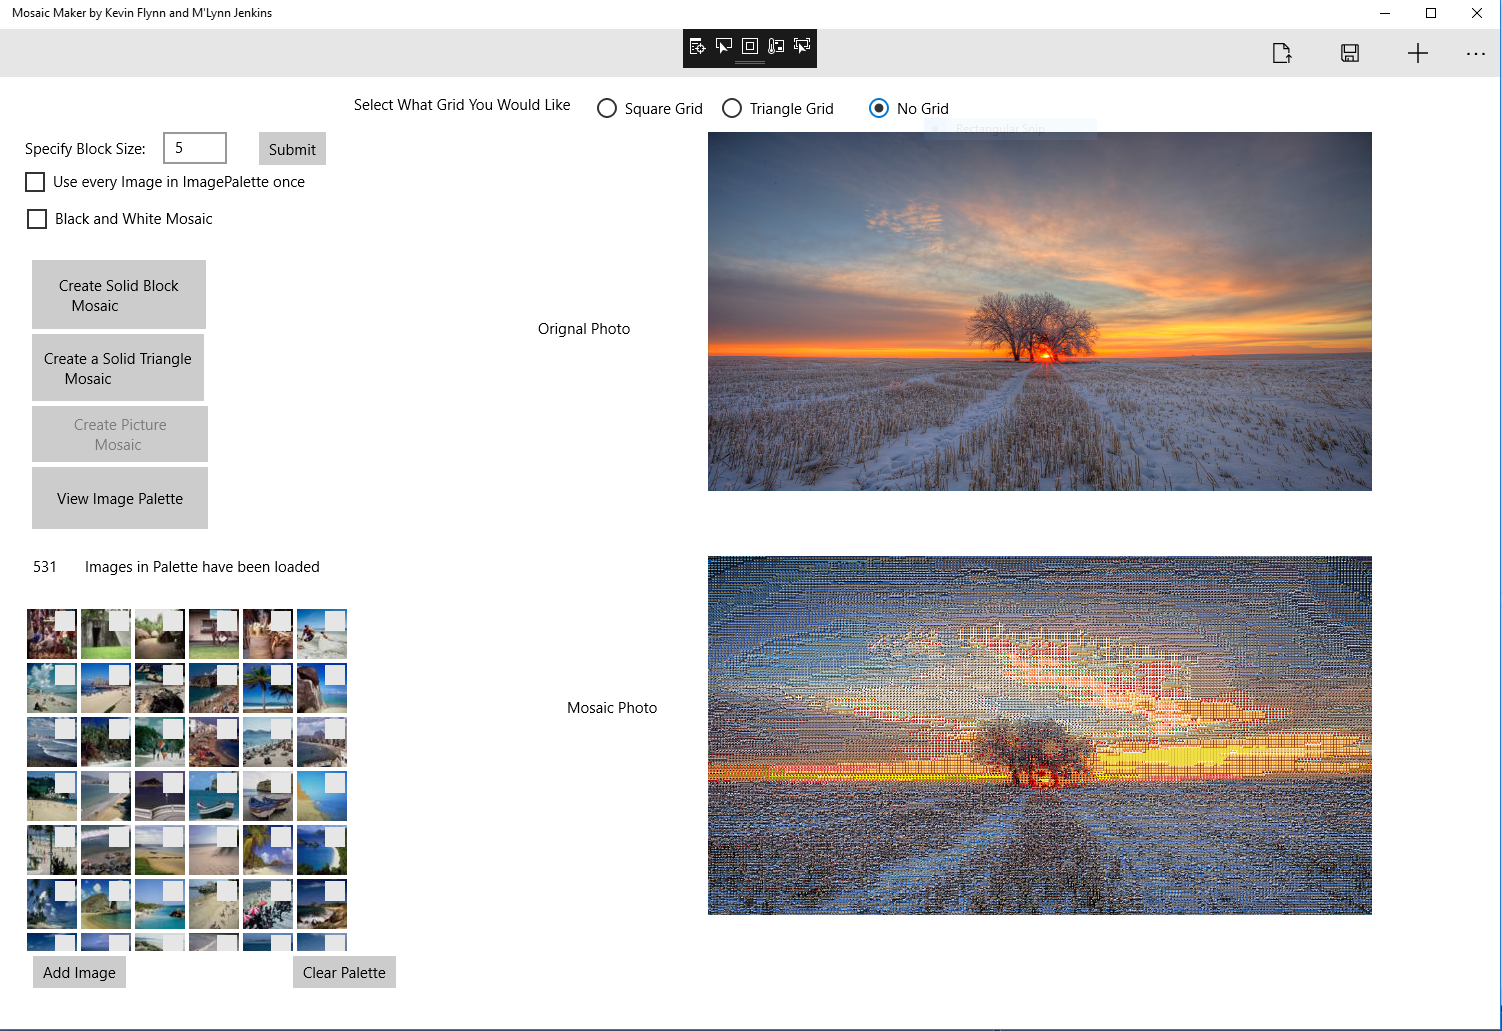 Mosaic Maker by Kevin Flynn and M'Lynn Jenkins
Select What Grid You Would Like
Square Grid
Triangle Grid
No Grid
Rectangular Snip
Specify Block Size:
5
Submit
Use every Image in ImagePalette once
Black and White Mosaic
Create Solid Block
Mosaic
Create a Solid Triangle
Mosaic
Create Picture
Mosaic
View Image Palette
Orignal Photo
531 Images in Palette have been loaded
Mosaic Photo
Add Image
Clear Palette